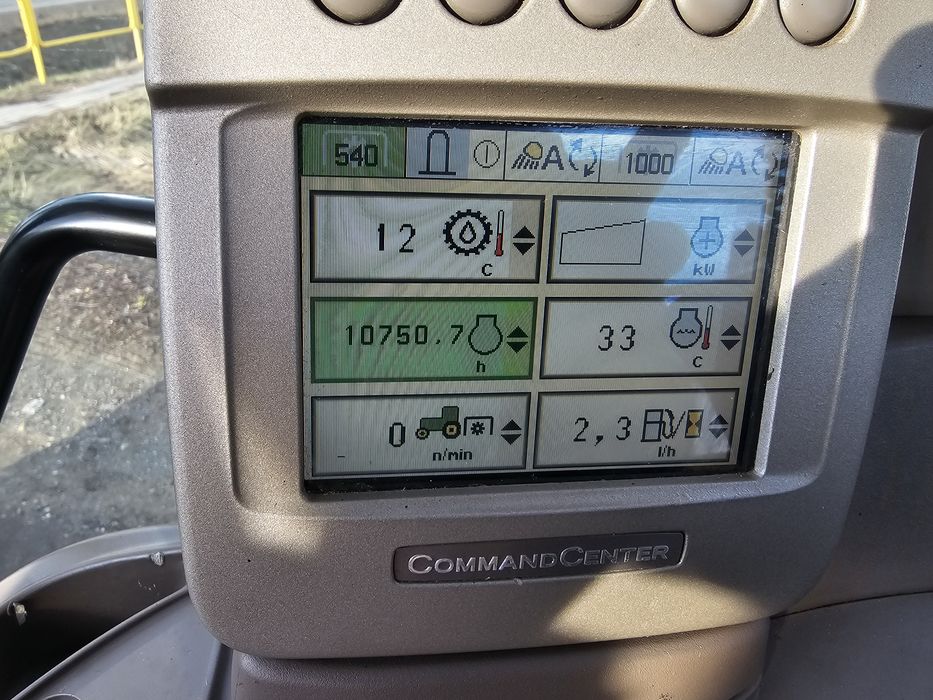 540 A 1000 A
12
C
kW
10750.7
h
33
C
0
n/min
2,3
l/h
COMMANDCENTER